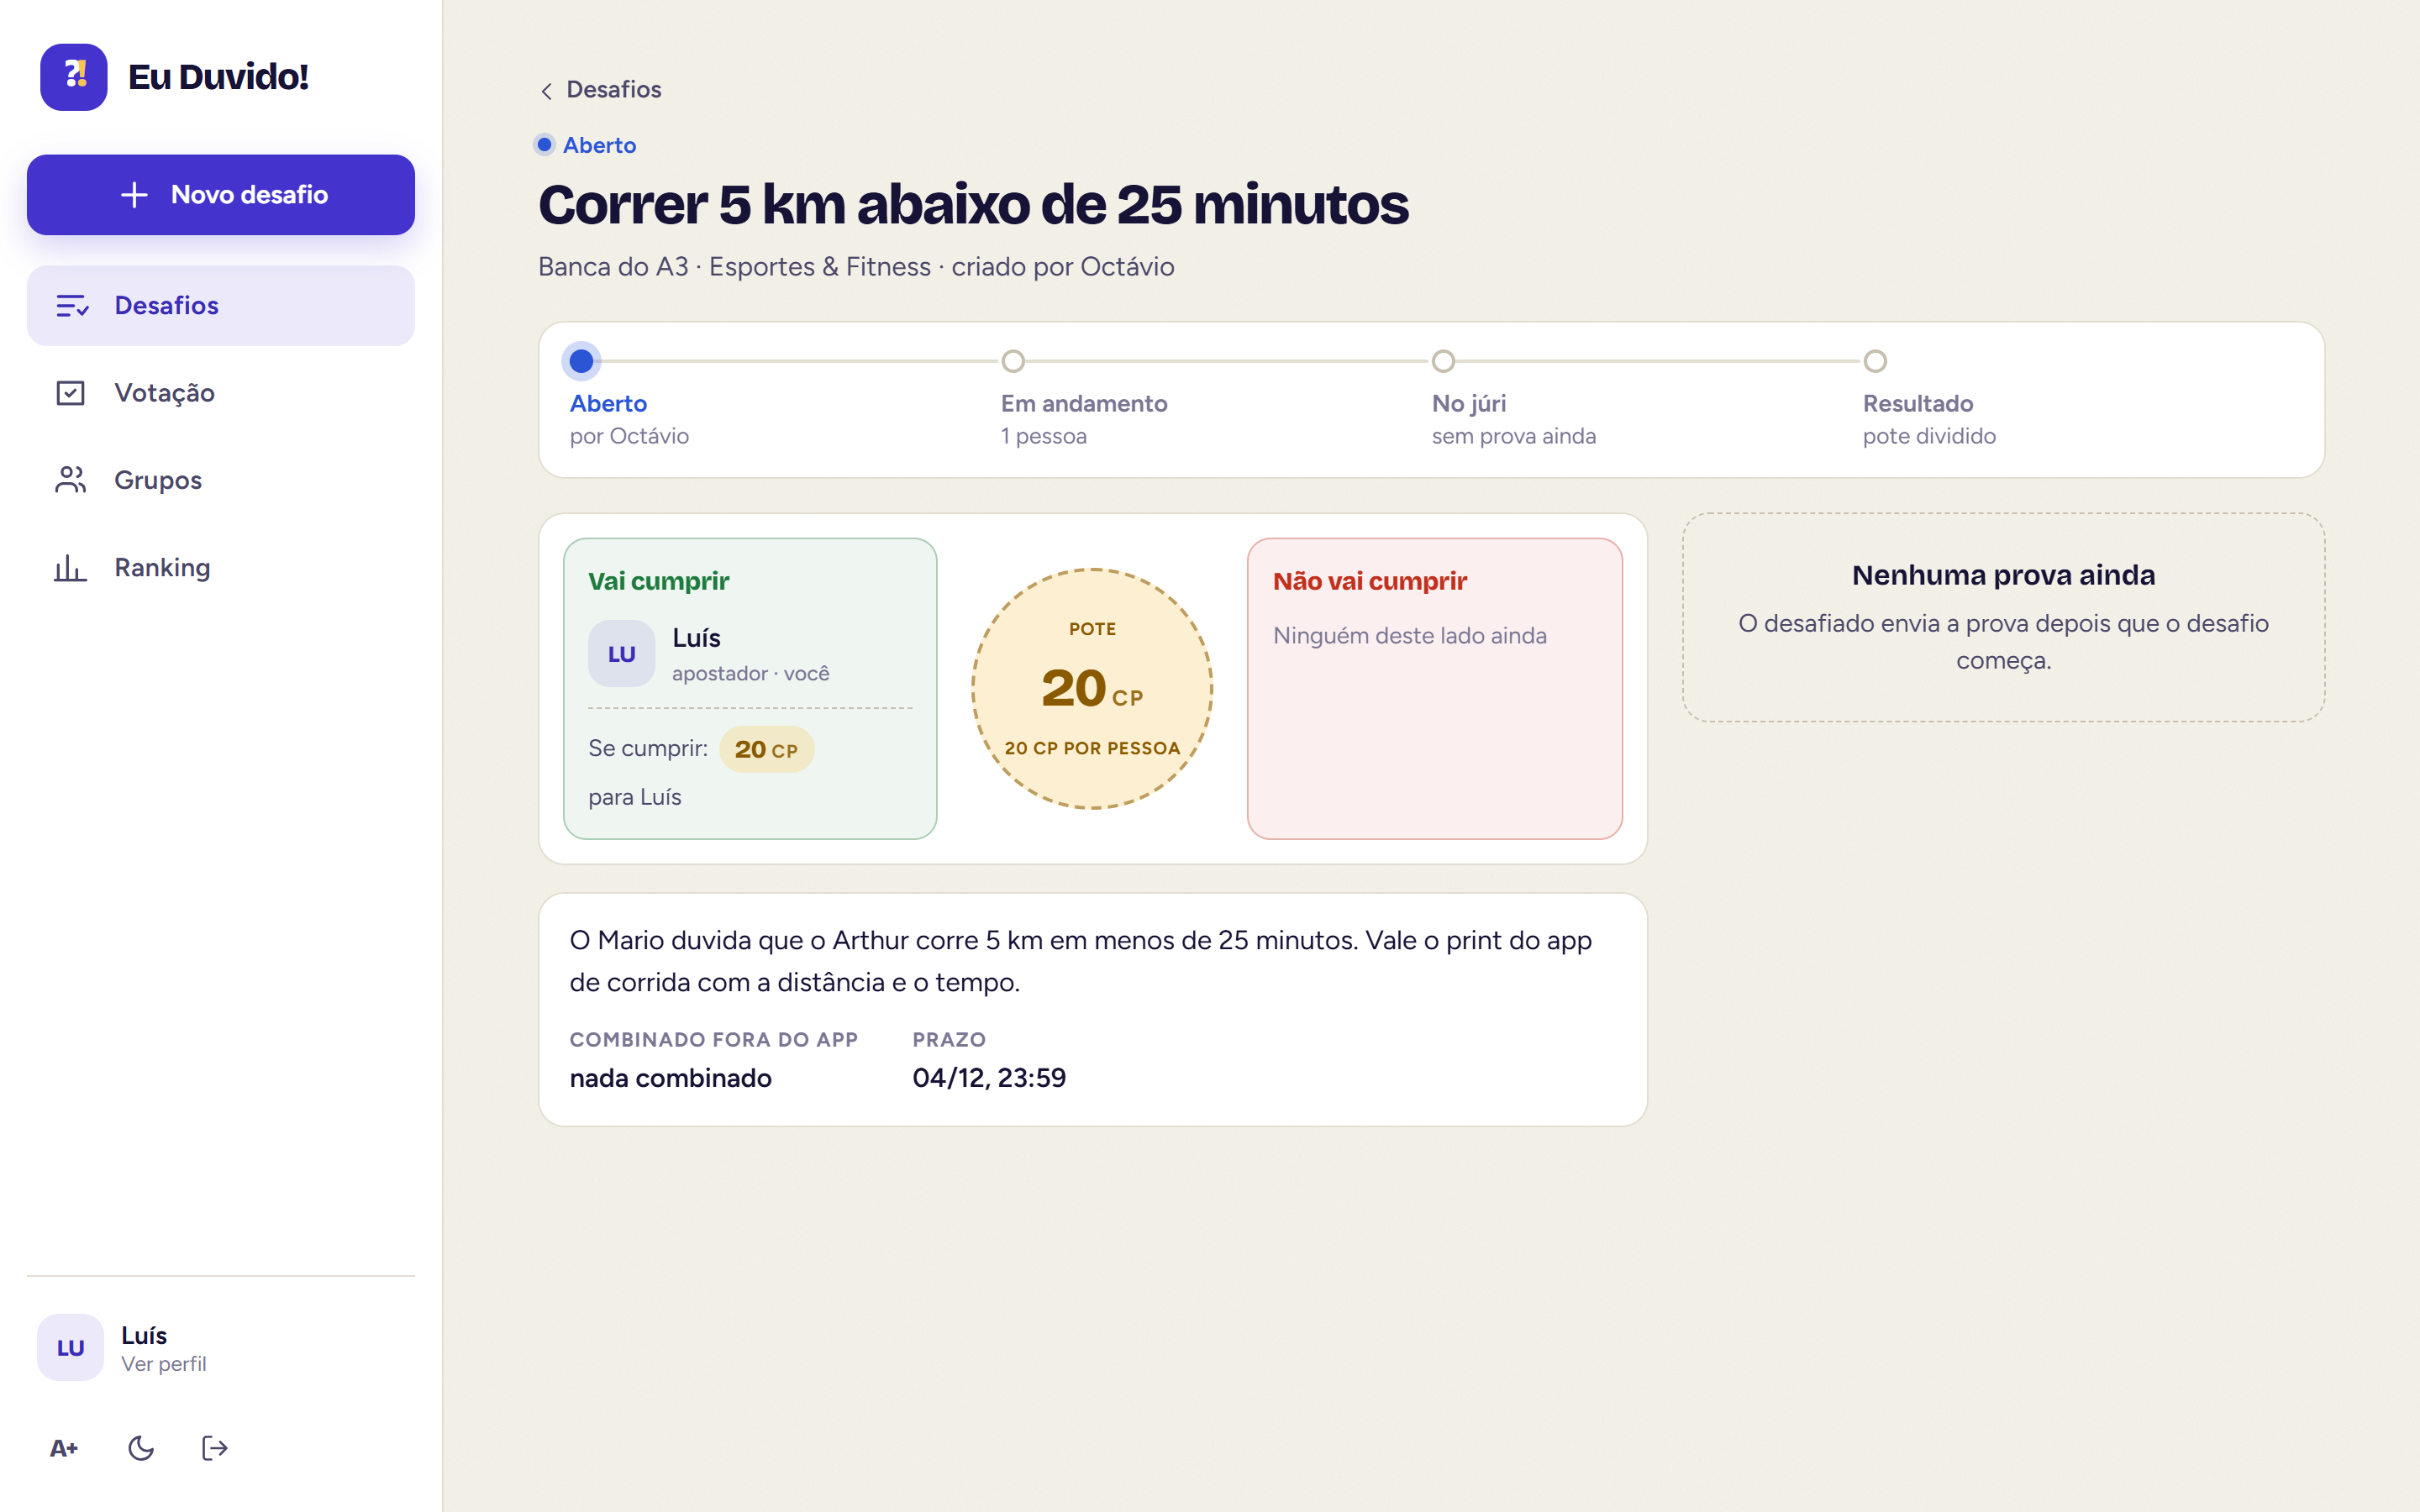 ?! Eu Duvido!
Novo desafio
Desafios
Votação
Grupos
Ranking
LU
Luís
Ver perfil
A+
Desafios
Aberto
Correr 5 km abaixo de 25 minutos
Banca do A3 · Esportes & Fitness · criado por Octávio
Aberto
por Octávio
Em andamento
1 pessoa
No júri
sem prova ainda
Resultado
pote dividido
Vai cumprir
LU
Luís
apostador · você
Se cumprir: 20 CP
para Luís
POTE
20 CP
20 CP POR PESSOA
Não vai cumprir
Ninguém deste lado ainda
Nenhuma prova ainda
O desafiado envia a prova depois que o desafio
começa.
O Mario duvida que o Arthur corre 5 km em menos de 25 minutos. Vale o print do app
de corrida com a distância e o tempo.
COMBINADO FORA DO APP
nada combinado
PRAZO
04/12, 23:59